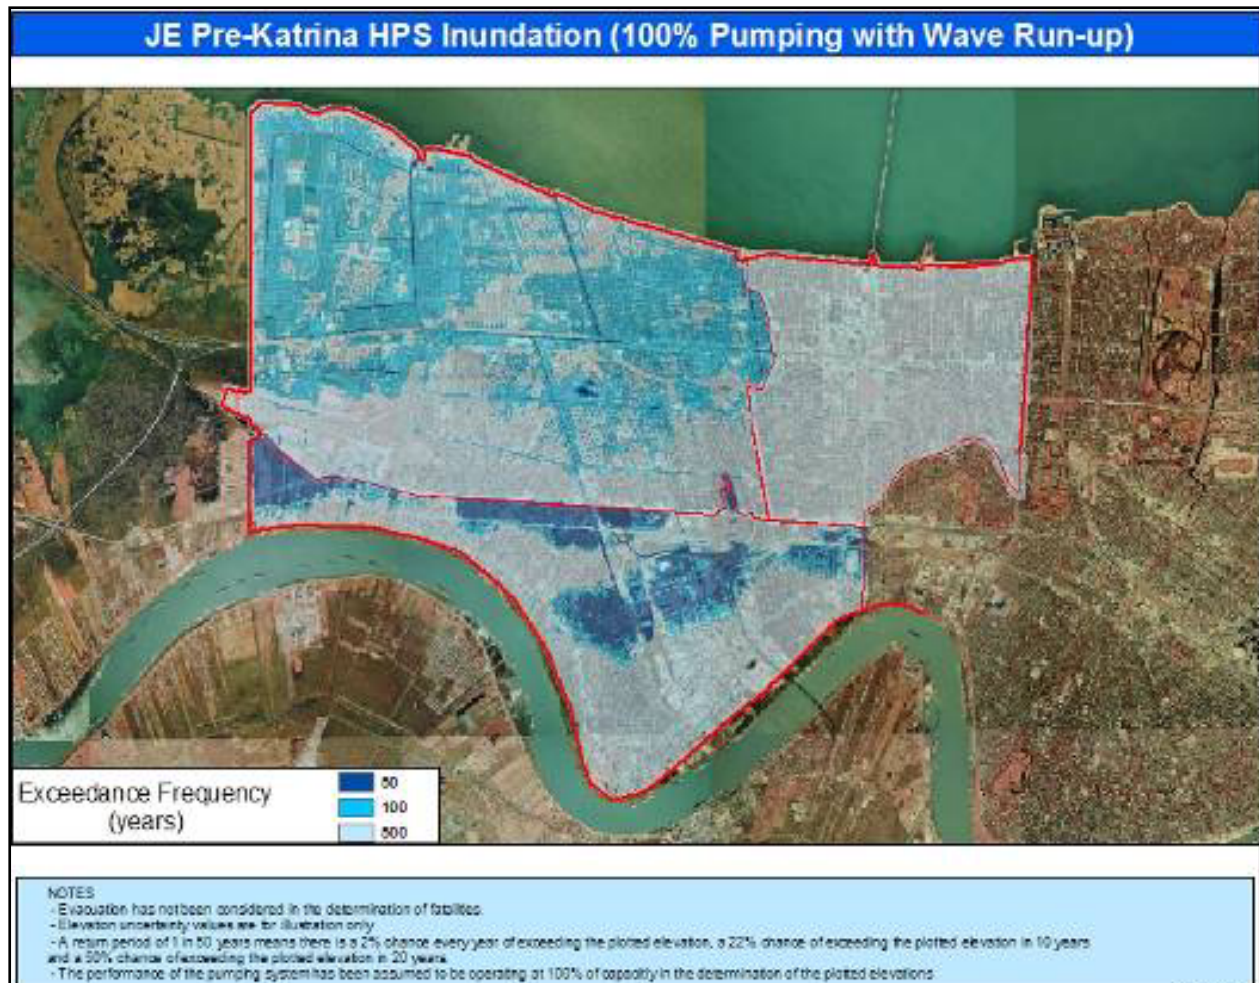 JE Pre-Katrina HPS Inundation (100% Pumping with Wave Run-up)
Exceedance Frequency
(years)
50
100
500
NOTES
- Evacuation has not been considered in the determination of fatalities.
- Elevation uncertainty values are for illustration only
- A return period of 1 in 50 years means there is a 2% chance every year of exceeding the plotted elevation, a 22% chance of exceeding the plotted elevation in 10 years
and a 50% chance of exceeding the plotted elevation in 20 years.
- The performance of the pumping system has been assumed to be operating at 100% of capacity in the determination of the plotted elevations